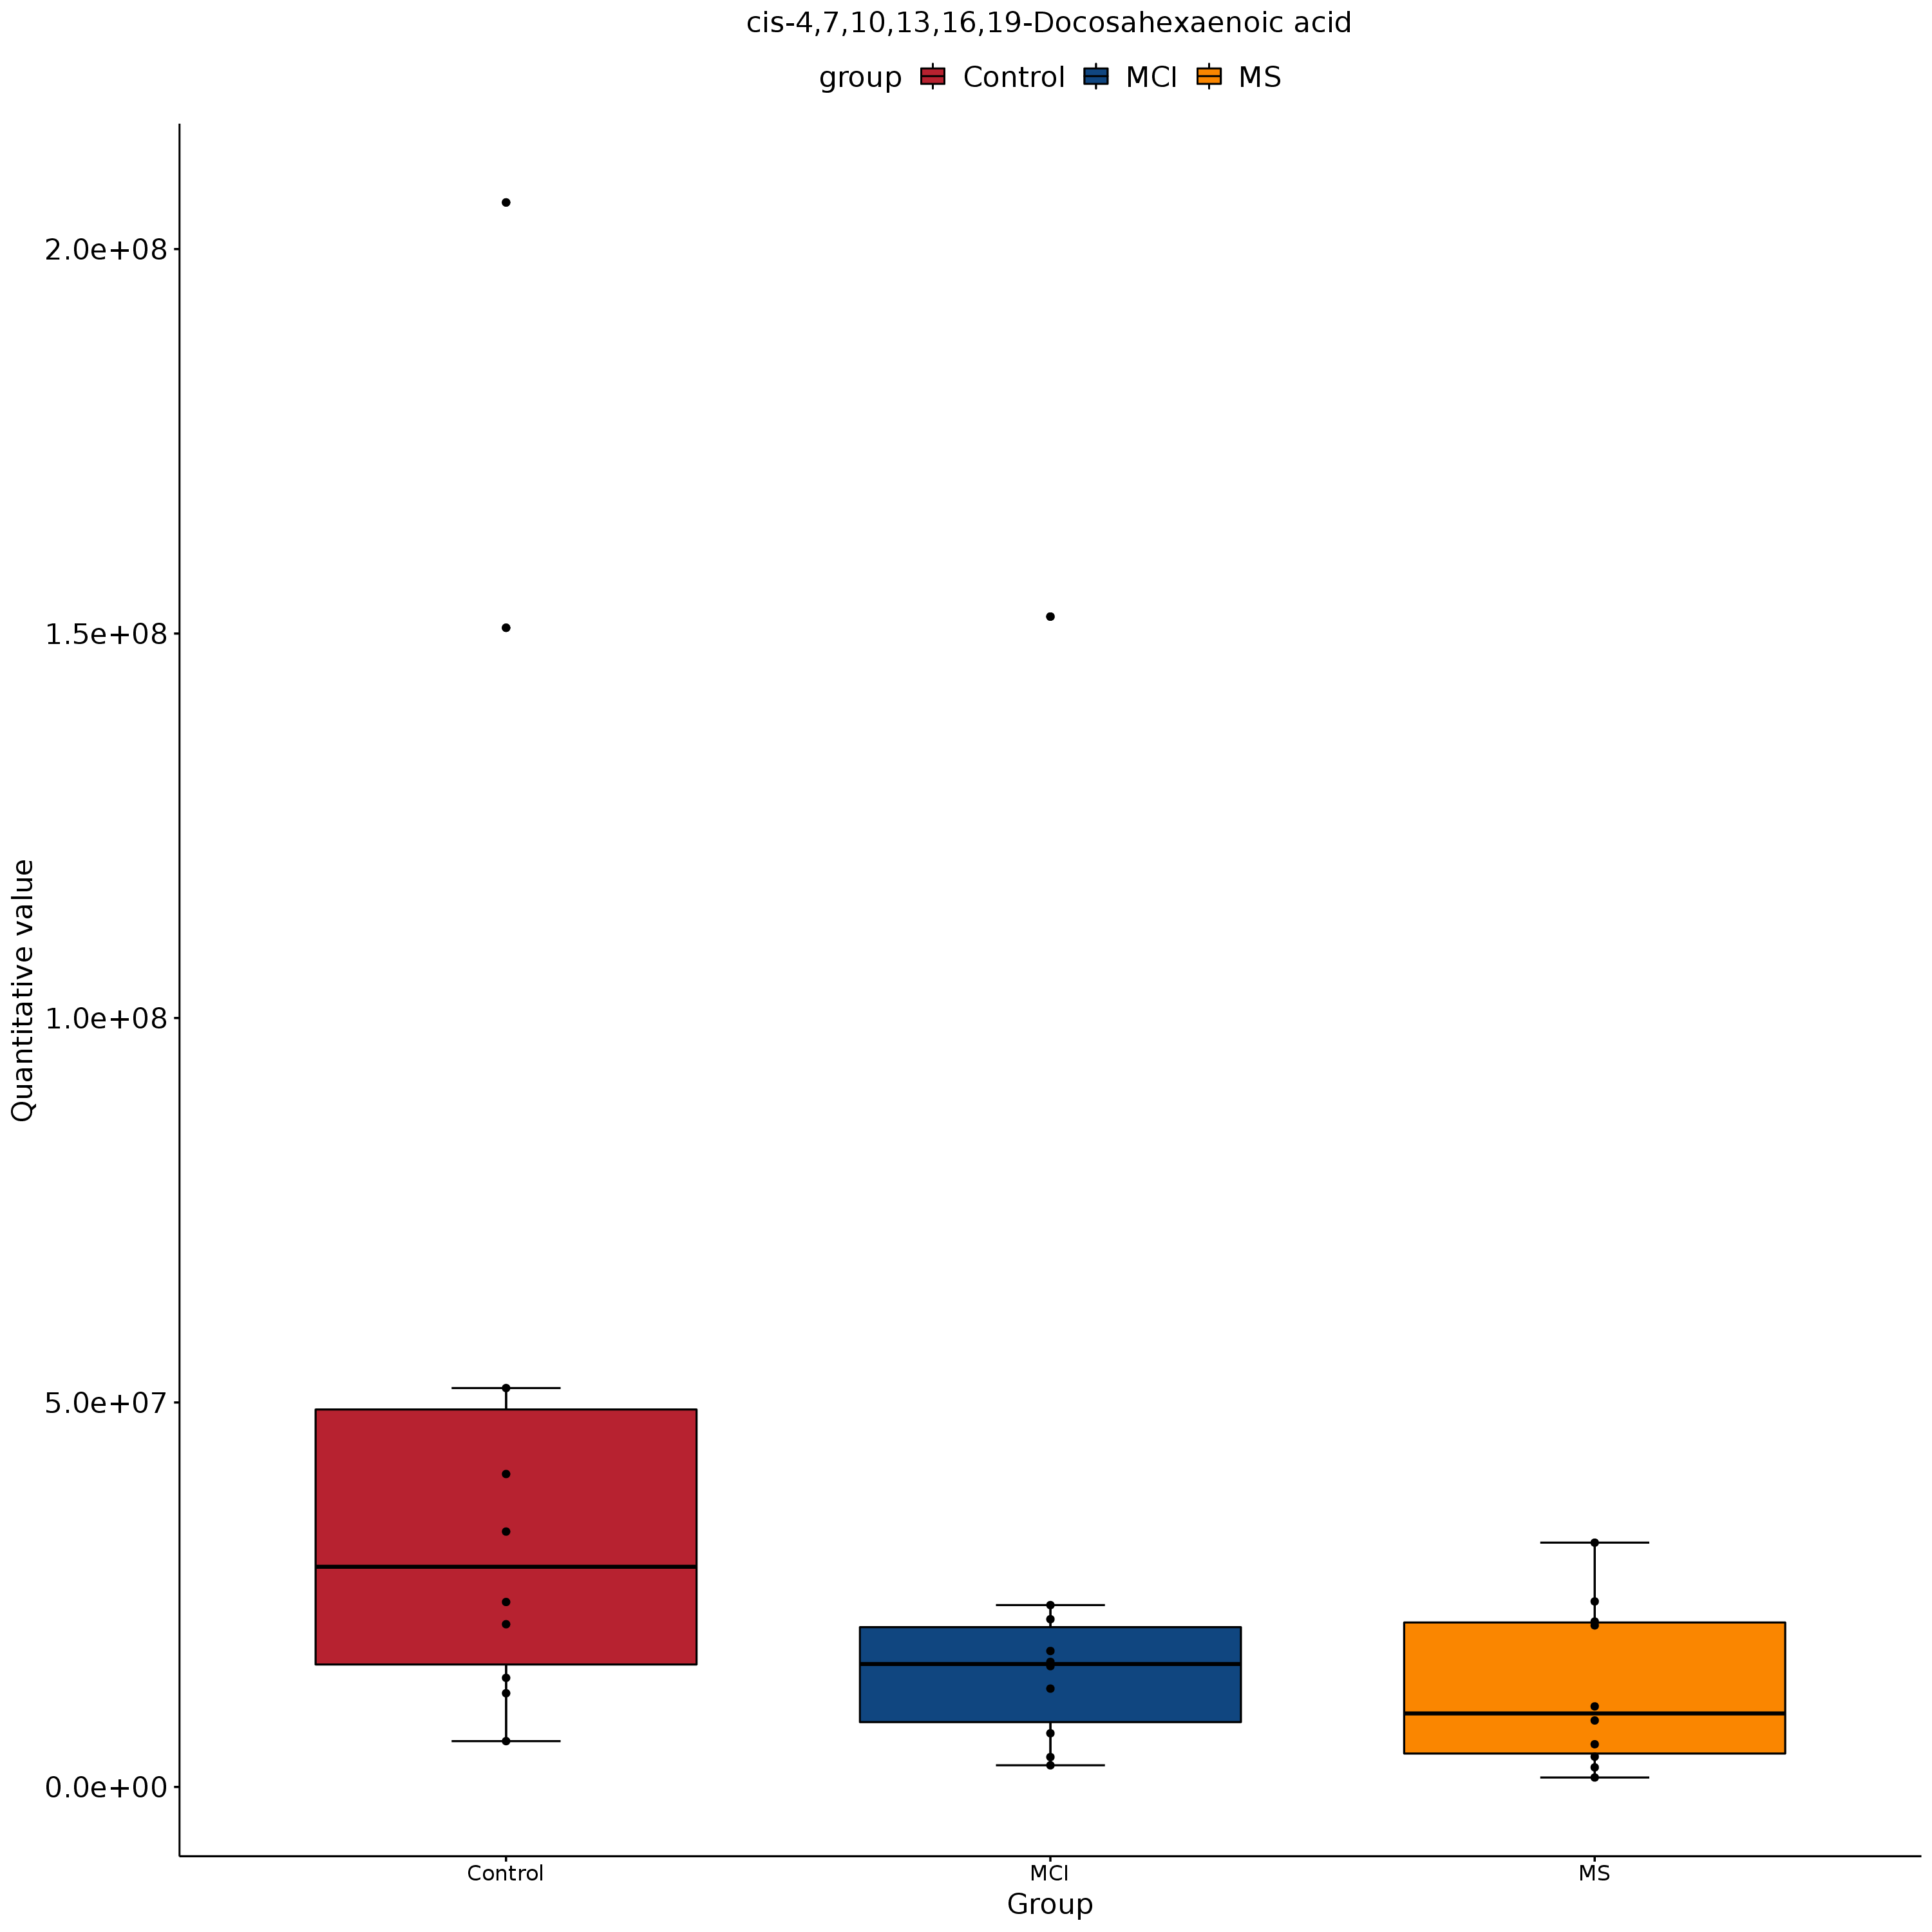 cis-4,7,10,13,16,19-Docosahexaenoic acid
group Control MCI MS
Quantitative value
2.0e+08
1.5e+08
1.0e+08
5.0e+07
0.0e+00
Control MCI MS
Group